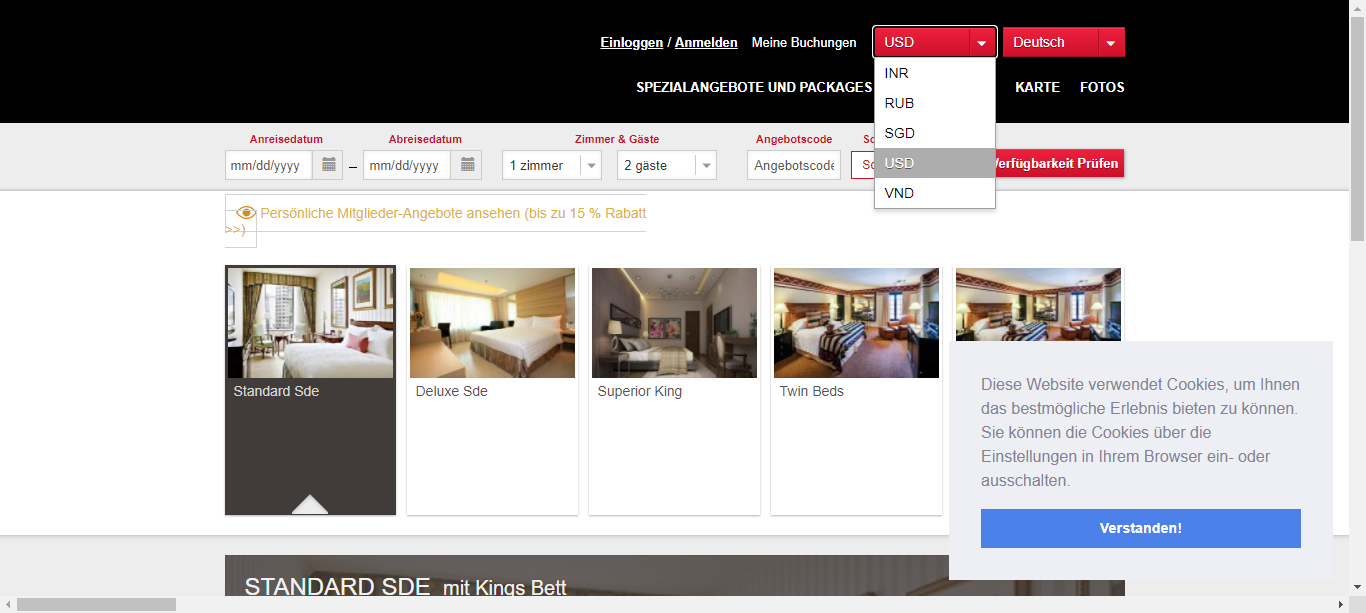 Einloggen / Anmelden Meine Buchungen USD Deutsch
SPEZIALANGEBOTE UND PACKAGES KARTE FOTOS
INR
RUB
SGD
USD
VND
Anreisedatum Abreisedatum Zimmer & Gäste Angebotscode
mm/dd/yyyy – mm/dd/yyyy 1 zimmer 2 gäste Angebotscode Verfügbarkeit Prüfen
Persönliche Mitglieder-Angebote ansehen (bis zu 15 % Rabatt
>>)
Standard Sde Deluxe Sde Superior King Twin Beds
Diese Website verwendet Cookies, um Ihnen
das bestmögliche Erlebnis bieten zu können.
Sie können die Cookies über die
Einstellungen in Ihrem Browser ein- oder
ausschalten.
Verstanden!
STANDARD SDE mit Kings Bett